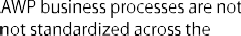 AWP business processes are not
not standardized across the